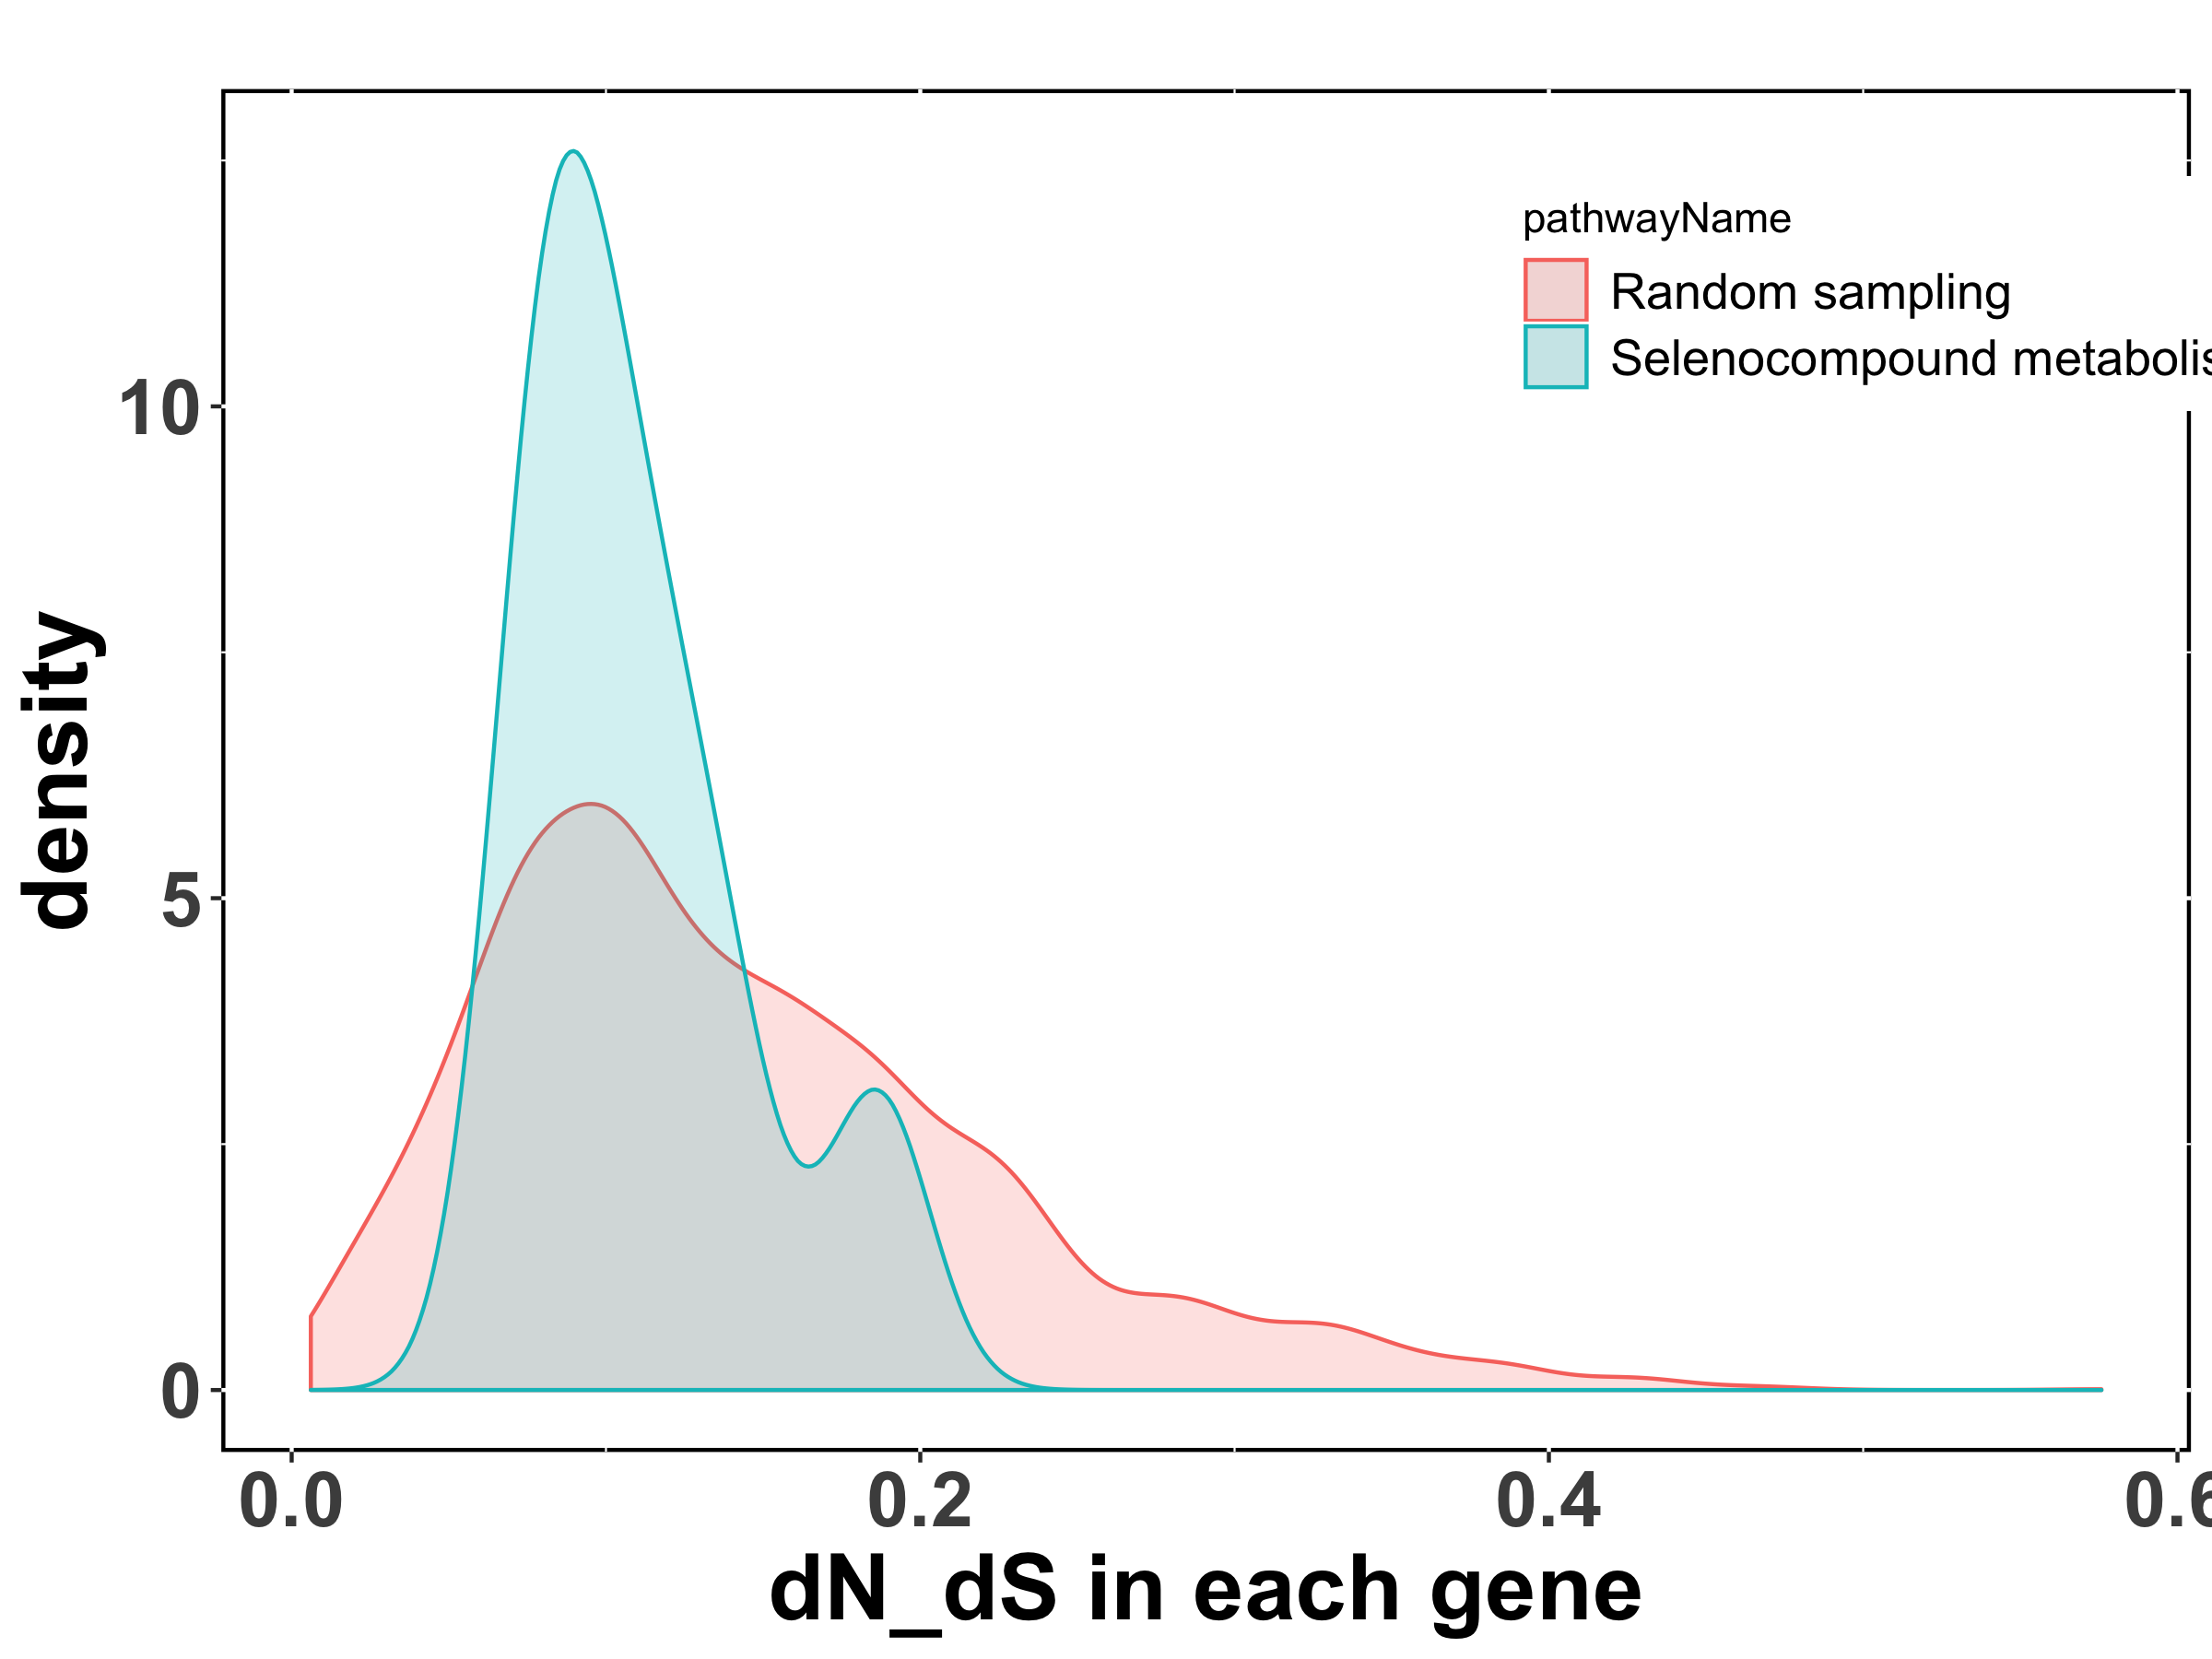 pathwayName
Random sampling
Selenocompound metabolis
10
5
0
density
0.0 0.2 0.4 0.6
dN_dS in each gene